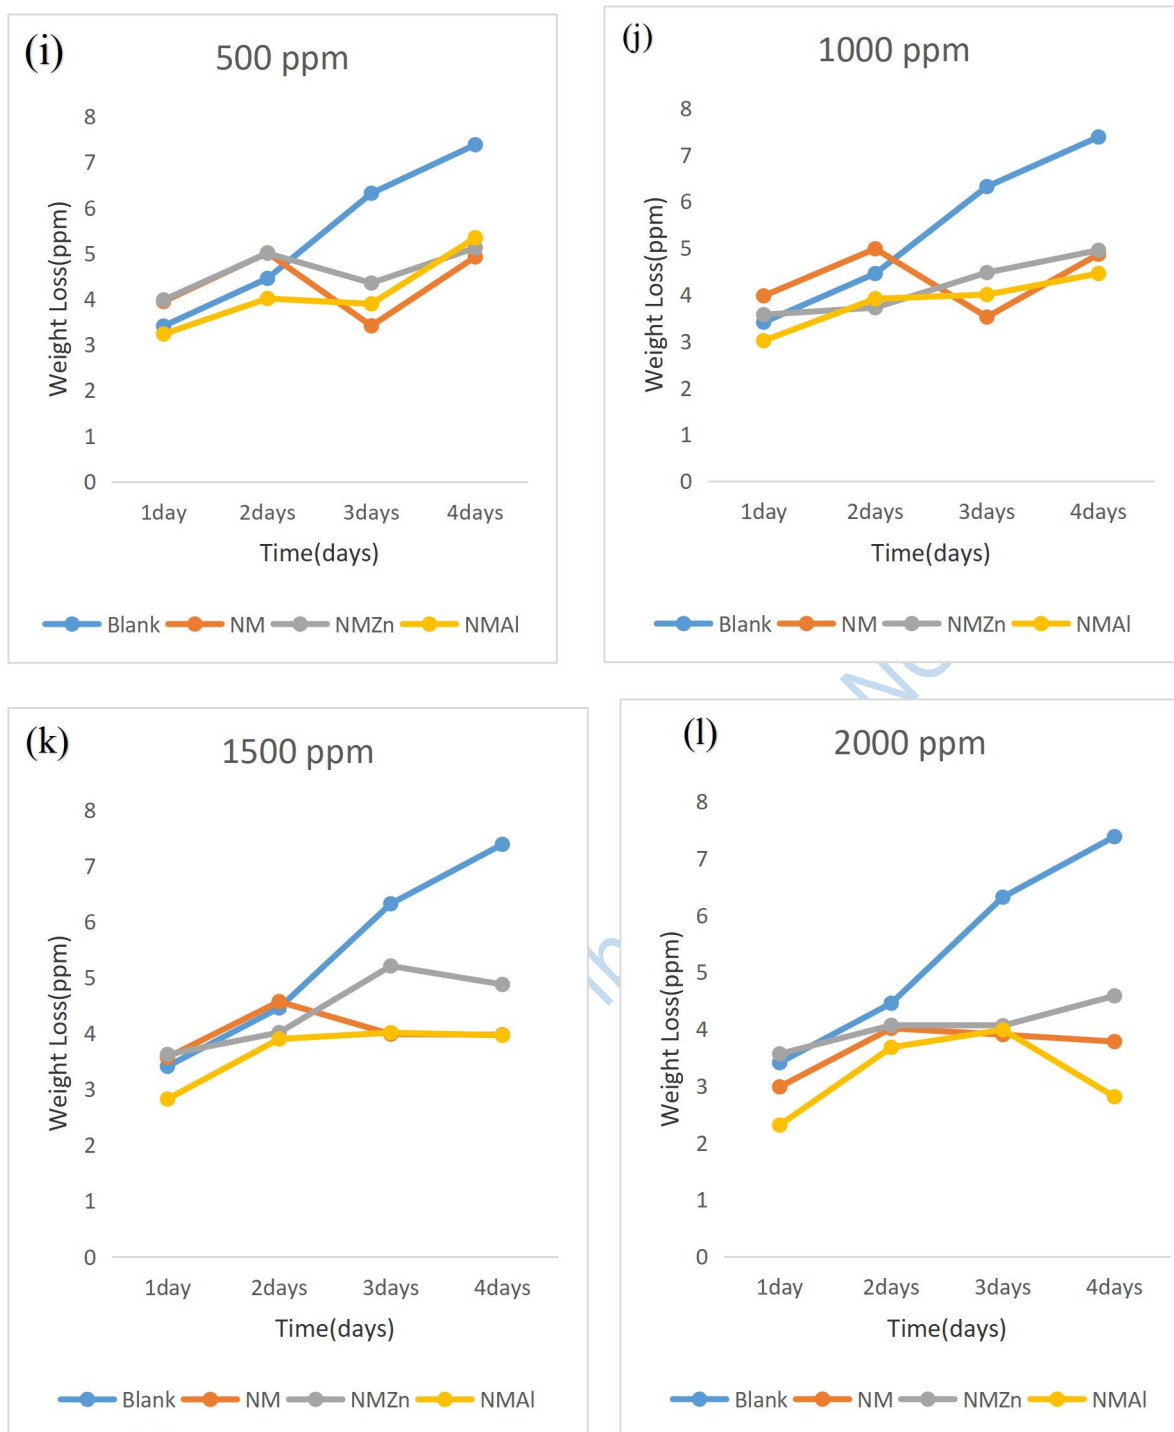 (i)
500 ppm
8
7
6
5
4
3
2
1
0
Weight Loss(ppm)
1day 2days 3days 4days
Time(days)
Blank NM NMZn NMAl
(j)
1000 ppm
8
7
6
5
4
3
2
1
0
Weight Loss(ppm)
1day 2days 3days 4days
Time(days)
Blank NM NMZn NMAl
(k)
1500 ppm
8
7
6
5
4
3
2
1
0
Weight Loss(ppm)
1day 2days 3days 4days
Time(days)
Blank NM NMZn NMAl
(l)
2000 ppm
8
7
6
5
4
3
2
1
0
Weight Loss(ppm)
1day 2days 3days 4days
Time(days)
Blank NM NMZn NMAl